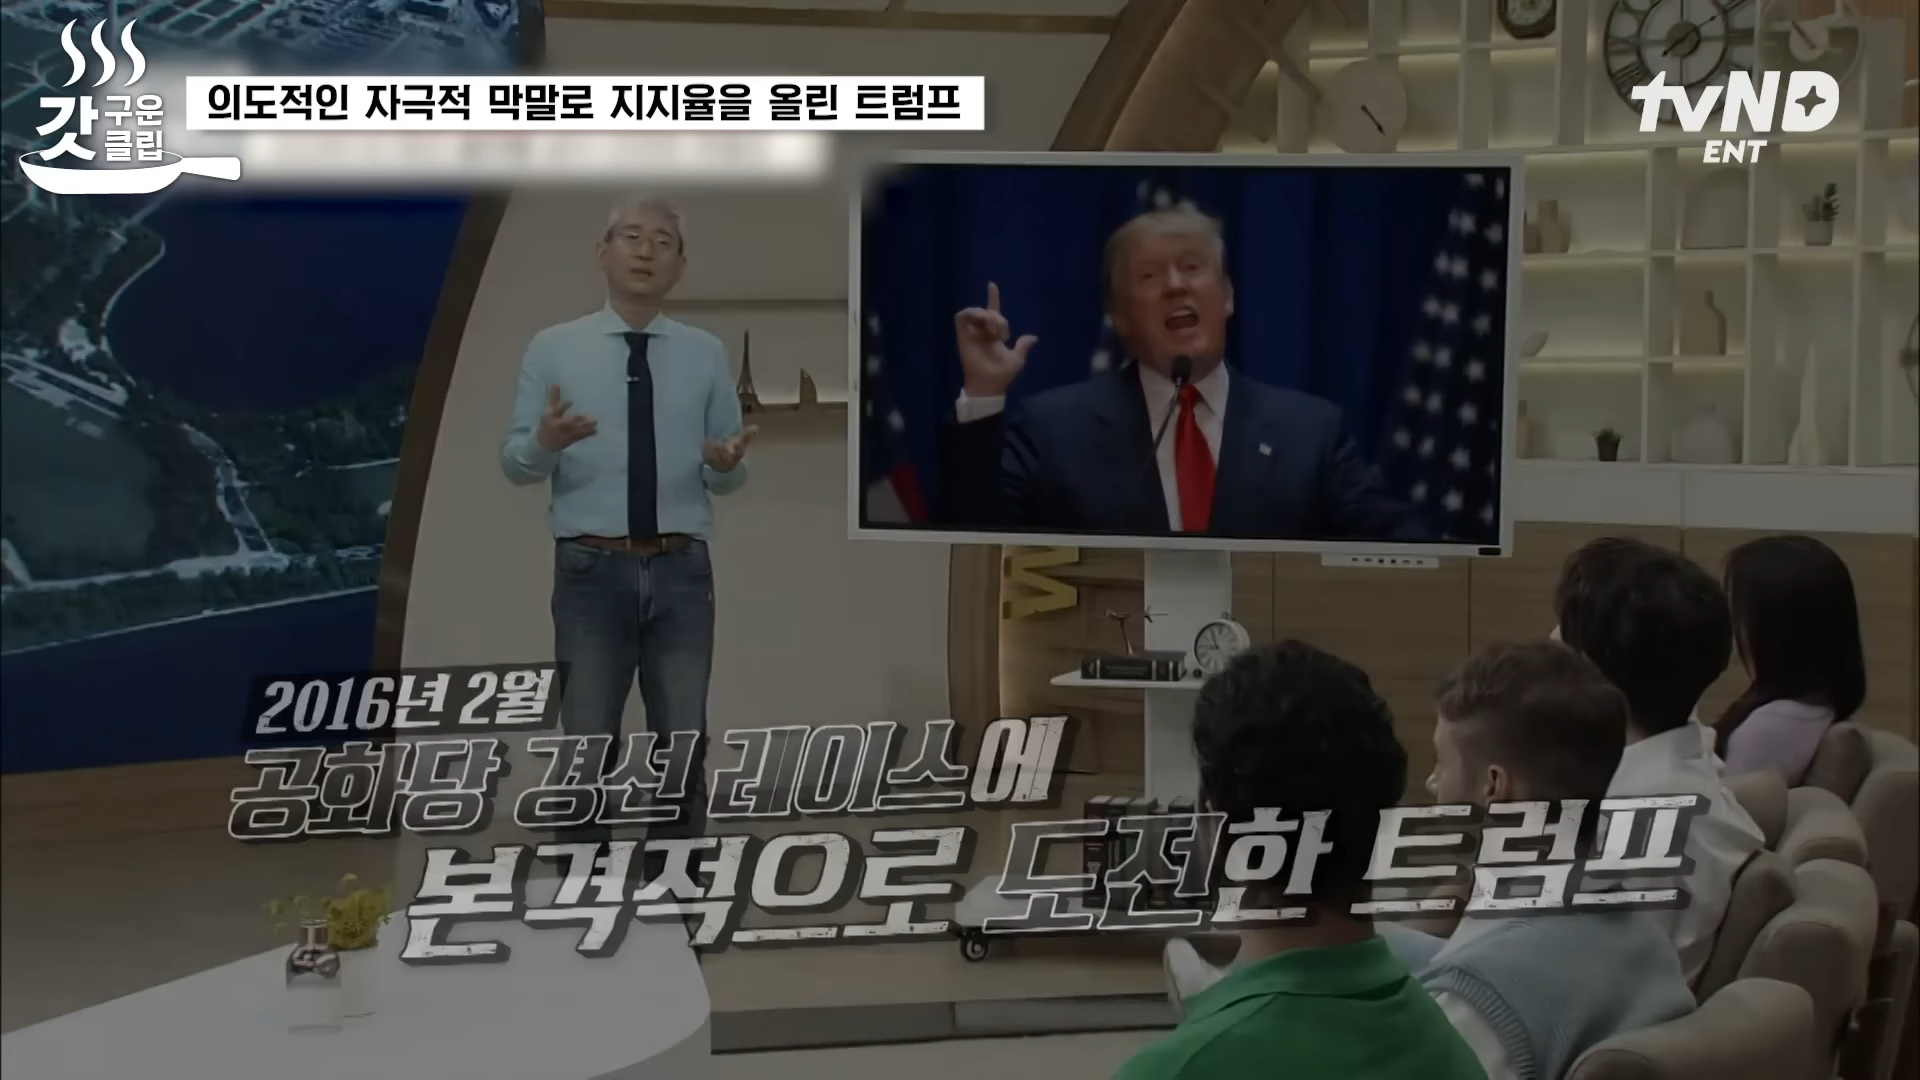 갓
구운
클립
의도적인 자극적 막말로 지지율을 올린 트럼프
tvND
ENT
2016년 2월
공화당 경선 레이스에
본격적으로 도전한 트럼프